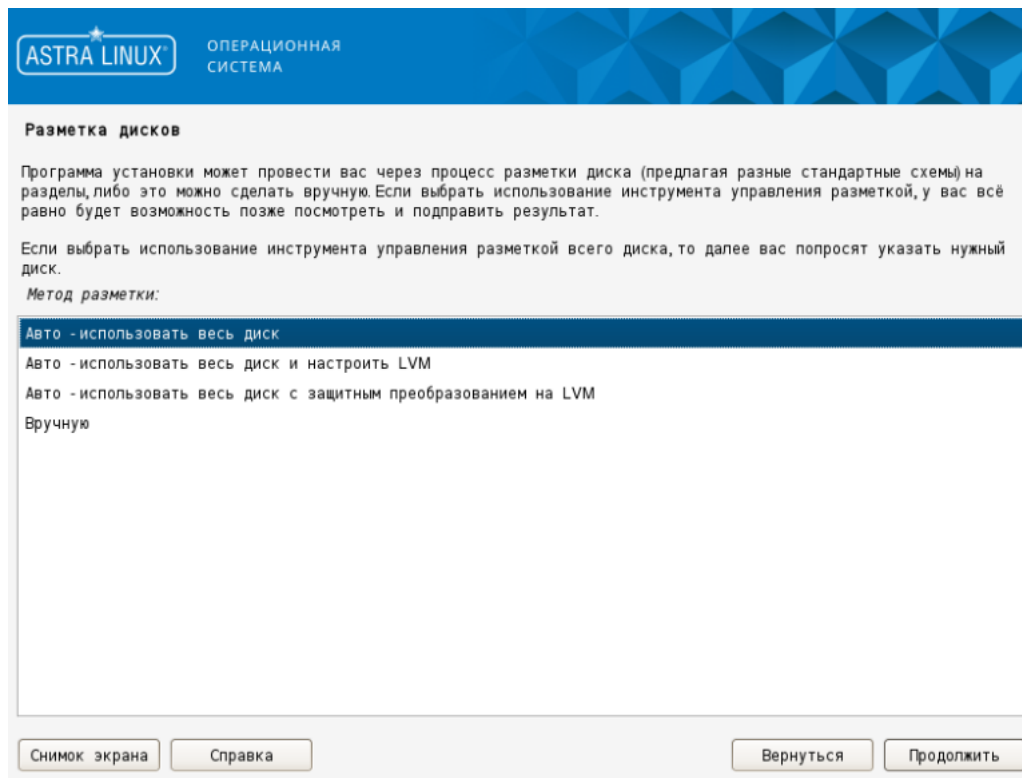 ASTRA LINUX®
ОПЕРАЦИОННАЯ
СИСТЕМА
Разметка дисков
Программа установки может провести вас через процесс разметки диска (предлагая разные стандартные схемы) на
разделы, либо это можно сделать вручную. Если выбрать использование инструмента управления разметкой, у вас всё
равно будет возможность позже посмотреть и подправить результат.
Если выбрать использование инструмента управления разметкой всего диска, то далее вас попросят указать нужный
диск.
Метод разметки:
Авто - использовать весь диск
Авто - использовать весь диск и настроить LVM
Авто - использовать весь диск с защитным преобразованием на LVM
Вручную
Снимок экрана Справка Вернуться Продолжить